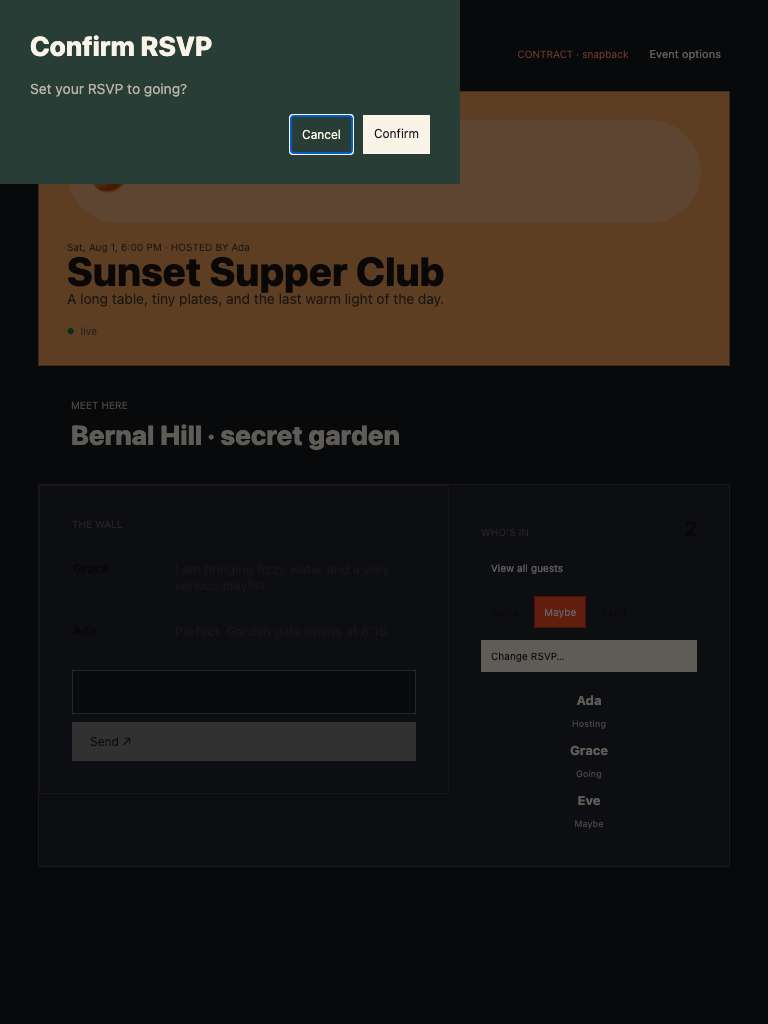 Confirm RSVP
Set your RSVP to going?
Cancel
Confirm
CONTRACT · snapback
Event options
Sat, Aug 1, 6:00 PM · HOSTED BY Ada
Sunset Supper Club
A long table, tiny plates, and the last warm light of the day.
live
MEET HERE
Bernal Hill · secret garden
THE WALL
Grace
I am bringing fizzy water and a very
serious playlist.
Ada
Perfect. Garden gate opens at 6:15.
Send ↗
WHO'S IN
2
View all guests
Maybe
Change RSVP...
Ada
Hosting
Grace
Going
Eve
Maybe